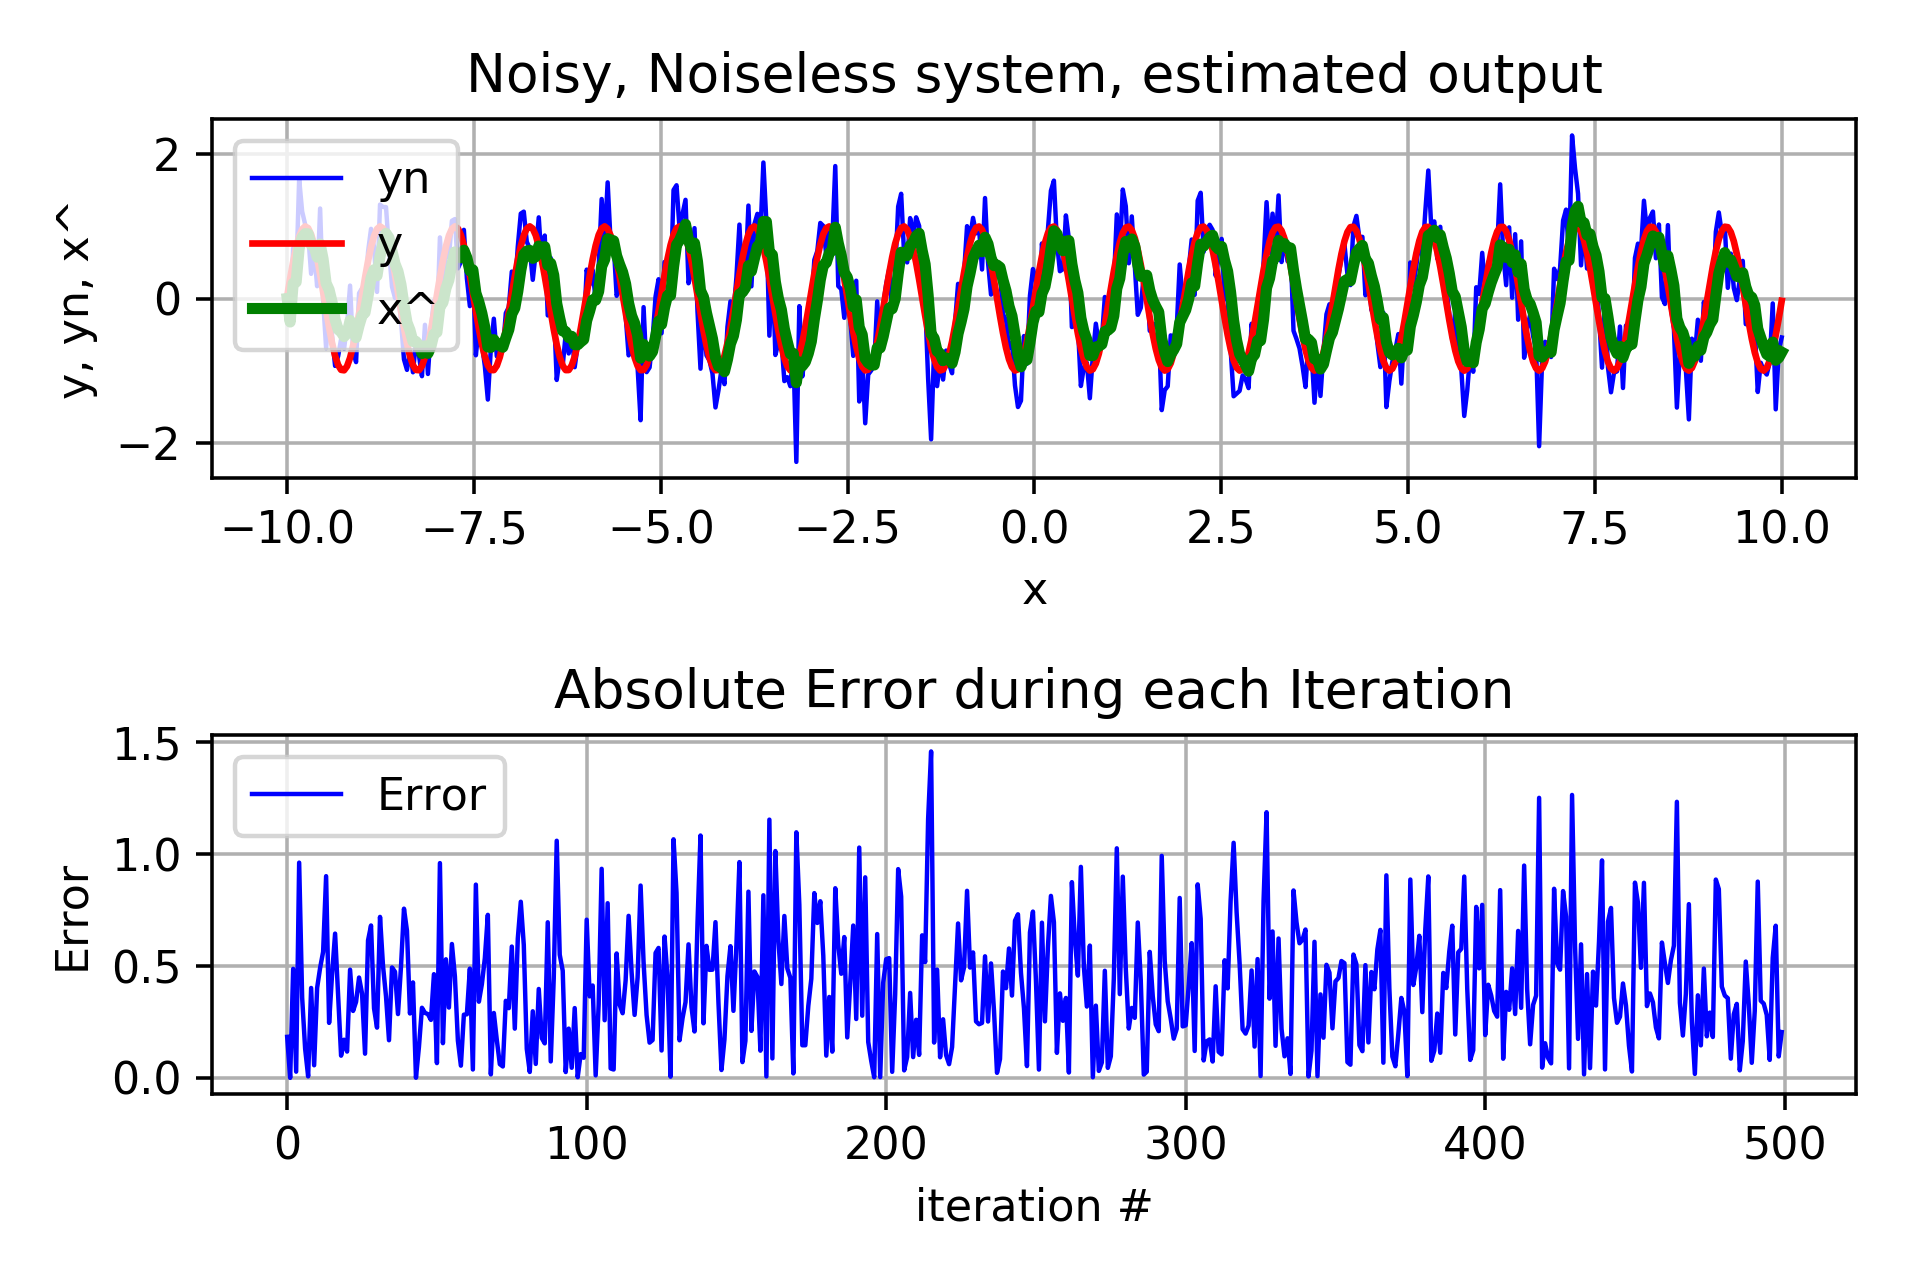 Noisy, Noiseless system, estimated output
y, yn, x^
2
0
−2
yn
y
x^
−10.0 −7.5 −5.0 −2.5 0.0 2.5 5.0 7.5 10.0
x
Absolute Error during each Iteration
Error
1.5
1.0
0.5
0.0
Error
0 100 200 300 400 500
iteration #